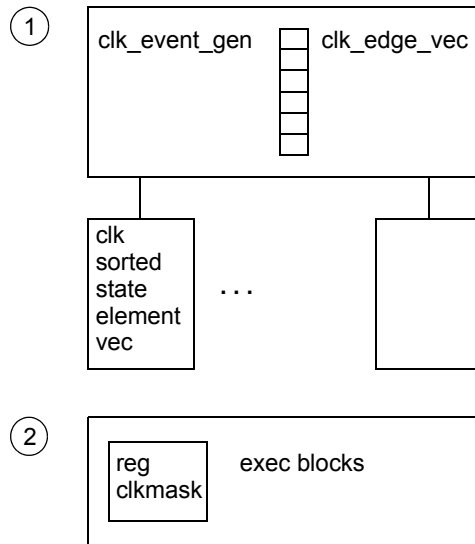 1
clk_event_gen
clk_edge_vec
clk
sorted
state
element
vec
. . .
2
reg
clkmask
exec blocks